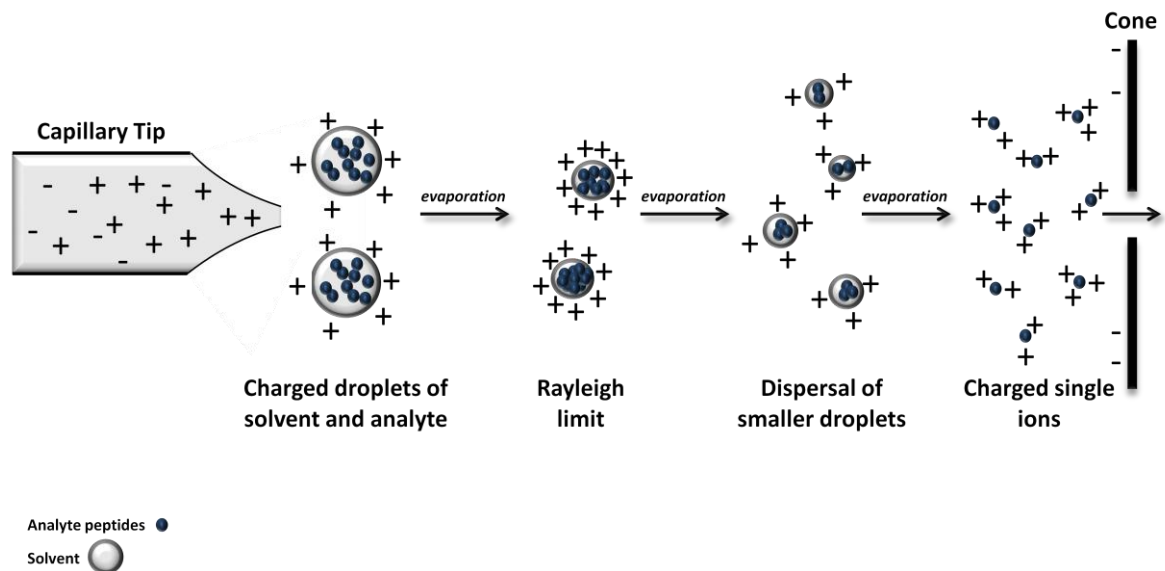 Cone
Capillary Tip
evaporation
evaporation
evaporation
Charged droplets of
solvent and analyte
Rayleigh
limit
Dispersal of
smaller droplets
Charged single
ions
Analyte peptides
Solvent